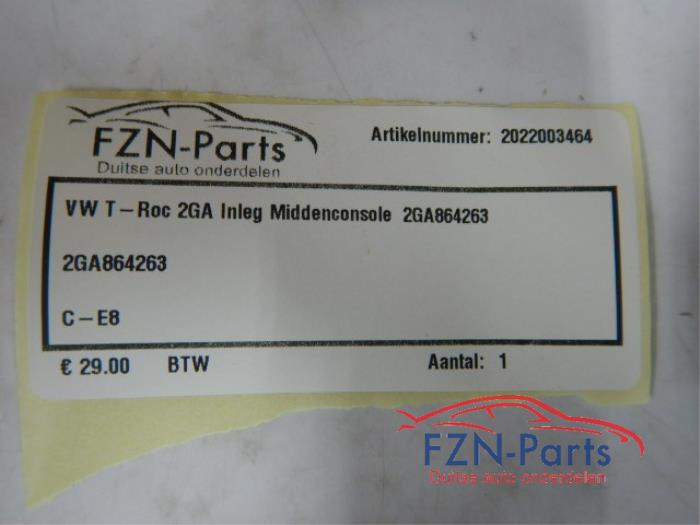 FZN-Parts
Duitse auto onderdelen
Artikelnummer: 2022003464
VW T-Roc 2GA Inleg Middenconsole 2GA864263
2GA864263
C-E8
€ 29.00 BTW Aantal: 1
FZN-Parts
Duitse auto onderdelen